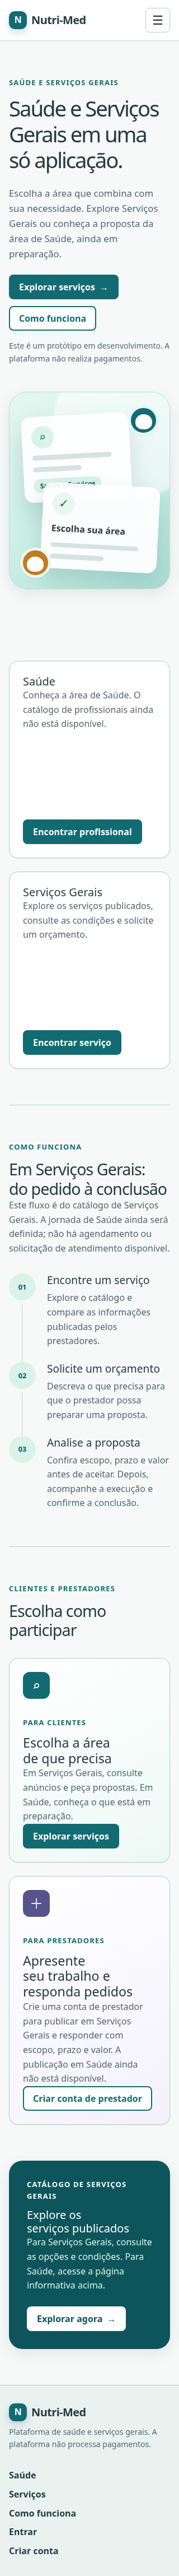 N Nutri-Med
SAÚDE E SERVIÇOS GERAIS
Saúde e Serviços
Gerais em uma
só aplicação.
Escolha a área que combina com
sua necessidade. Explore Serviços
Gerais ou conheça a proposta da
área de Saúde, ainda em
preparação.
Explorar serviços →
Como funciona
Este é um protótipo em desenvolvimento. A
plataforma não realiza pagamentos.
Escolha sua área
Saúde
Conheça a área de Saúde. O
catálogo de profissionais ainda
não está disponível.
Encontrar profissional
Serviços Gerais
Explore os serviços publicados,
consulte as condições e solicite
um orçamento.
Encontrar serviço
COMO FUNCIONA
Em Serviços Gerais:
do pedido à conclusão
Este fluxo é do catálogo de Serviços
Gerais. A jornada de Saúde ainda será
definida; não há agendamento ou
solicitação de atendimento disponível.
01
Encontre um serviço
Explore o catálogo e
compare as informações
publicadas pelos
prestadores.
02
Solicite um orçamento
Descreva o que precisa para
que o prestador possa
preparar uma proposta.
03
Analise a proposta
Confira escopo, prazo e valor
antes de aceitar. Depois,
acompanhe a execução e
confirme a conclusão.
CLIENTES E PRESTADORES
Escolha como
participar
PARA CLIENTES
Escolha a área
de que precisa
Em Serviços Gerais, consulte
anúncios e peça propostas. Em
Saúde, conheça o que está em
preparação.
Explorar serviços
PARA PRESTADORES
Apresente
seu trabalho e
responda pedidos
Crie uma conta de prestador
para publicar em Serviços
Gerais e responder com
escopo, prazo e valor. A
publicação em Saúde ainda
não está disponível.
Criar conta de prestador
CATÁLOGO DE SERVIÇOS
GERAIS
Explore os
serviços publicados
Para Serviços Gerais, consulte
as opções e condições. Para
Saúde, acesse a página
informativa acima.
Explorar agora →
N Nutri-Med
Plataforma de saúde e serviços gerais. A
plataforma não processa pagamentos.
Saúde
Serviços
Como funciona
Entrar
Criar conta